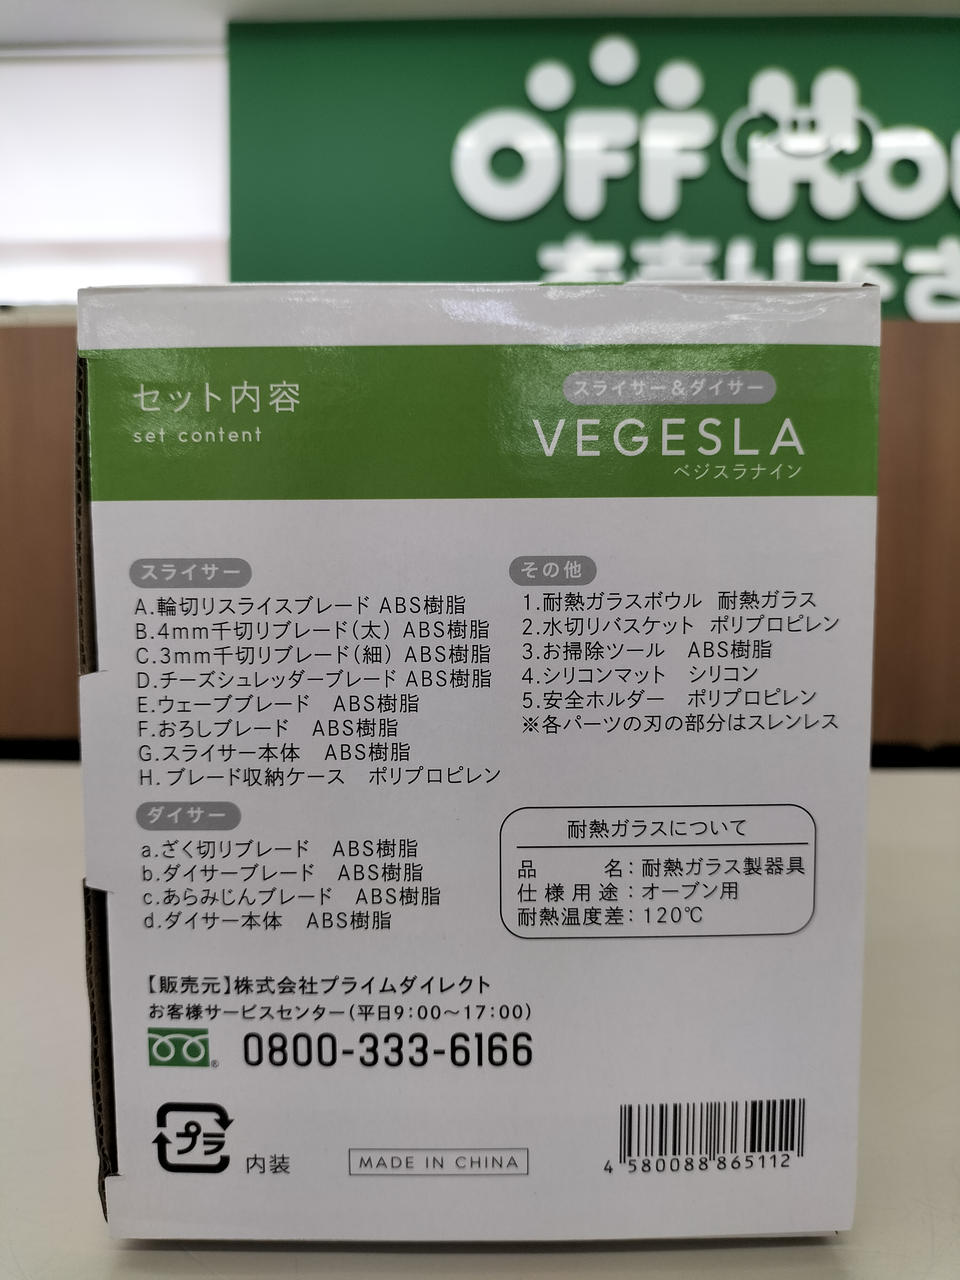 OFF HOU
お売り下さ
セット内容
set content
スライサー&ダイサー
VEGESLA
ベジスラナイン
スライサー
A.輪切りスライスブレード ABS樹脂
B.4mm千切りブレード(太) ABS樹脂
C.3mm千切りブレード(細) ABS樹脂
D.チーズシュレッダーブレード ABS樹脂
E.ウェーブブレード ABS樹脂
F.おろしブレード ABS樹脂
G.スライサー本体 ABS樹脂
H.ブレード収納ケース ポリプロピレン
ダイサー
a.ざく切りブレード ABS樹脂
b.ダイサーブレード ABS樹脂
c.あらみじんブレード ABS樹脂
d.ダイサー本体 ABS樹脂
その他
1.耐熱ガラスボウル 耐熱ガラス
2.水切りバスケット ポリプロピレン
3.お掃除ツール ABS樹脂
4.シリコンマット シリコン
5.安全ホルダー ポリプロピレン
※各パーツの刃の部分はスレンレス
耐熱ガラスについて
品名:耐熱ガラス製器具
仕様用途:オーブン用
耐熱温度差:120℃
【販売元】株式会社プライムダイレクト
お客様サービスセンター(平日9:00〜17:00)
0800-333-6166
プラ
内装
MADE IN CHINA
4 580088 865112